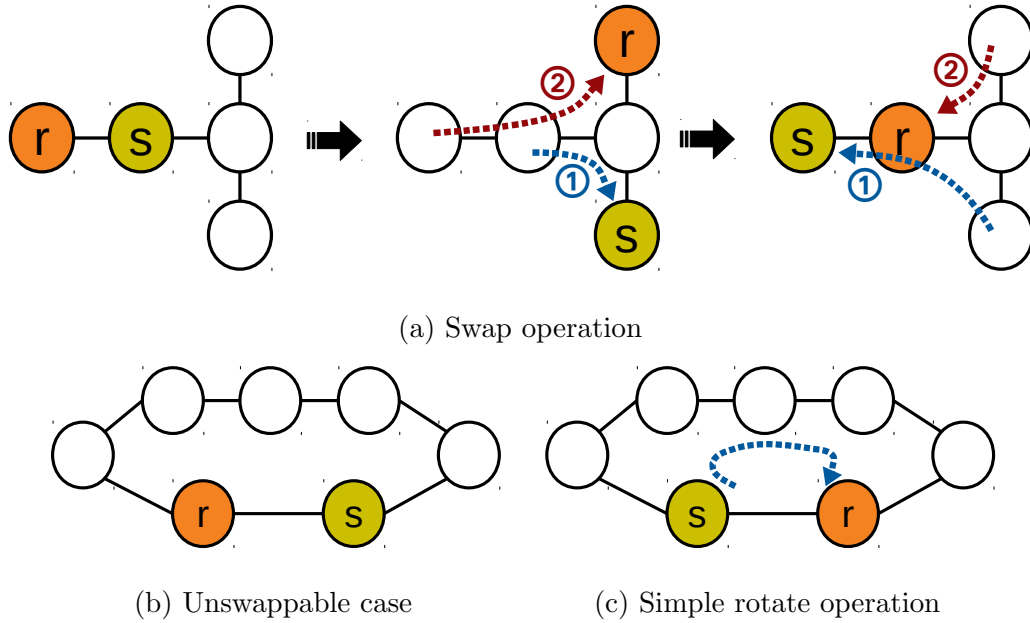 r
②
②
r s
s r
①
①
s
(a) Swap operation
r s
s r
(b) Unswappable case (c) Simple rotate operation